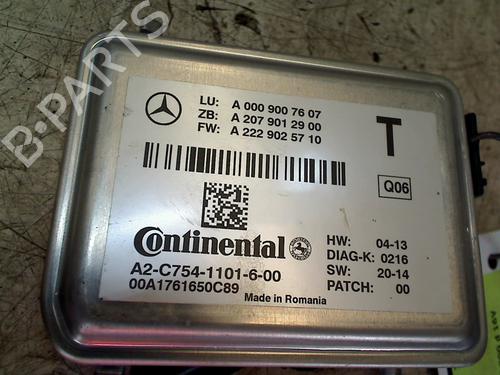 LU: A 000 900 76 07
ZB: A 207 901 29 00
FW: A 222 902 57 10
T
Q06
Continental
A2-C754-1101-6-00
00A1761650C89
Made in Romania
HW: 04-13
DIAG-K: 0216
SW: 20-14
PATCH: 00
B-PARTS